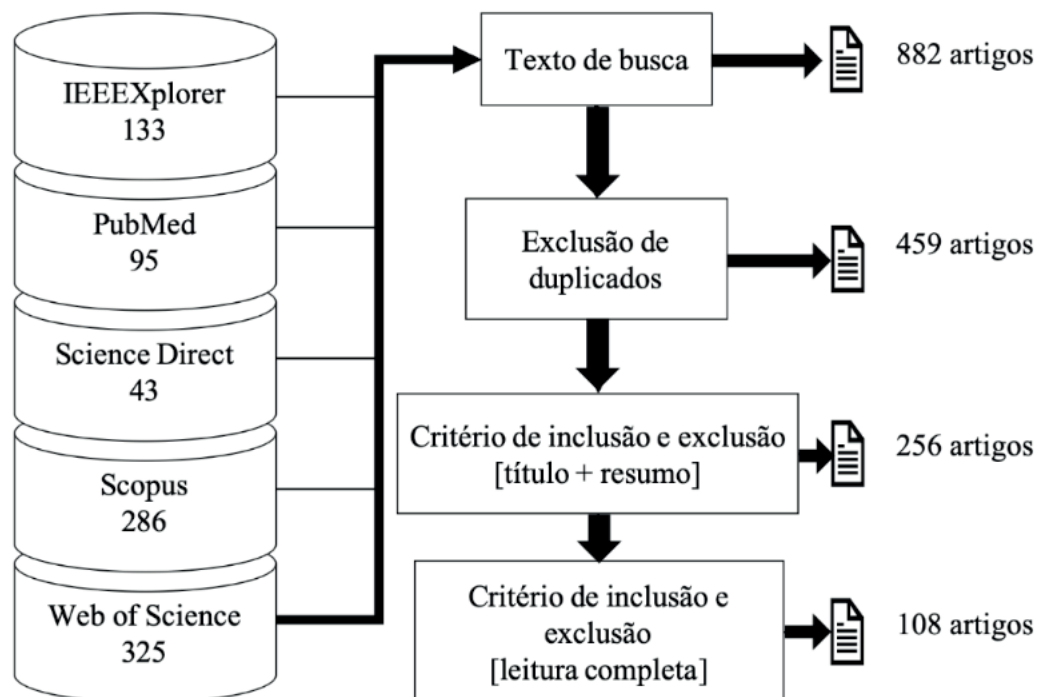 IEEEXplorer
133
PubMed
95
Science Direct
43
Scopus
286
Web of Science
325
Texto de busca
882 artigos
Exclusão de
duplicados
459 artigos
Critério de inclusão e exclusão
[título + resumo]
256 artigos
Critério de inclusão e
exclusão
[leitura completa]
108 artigos